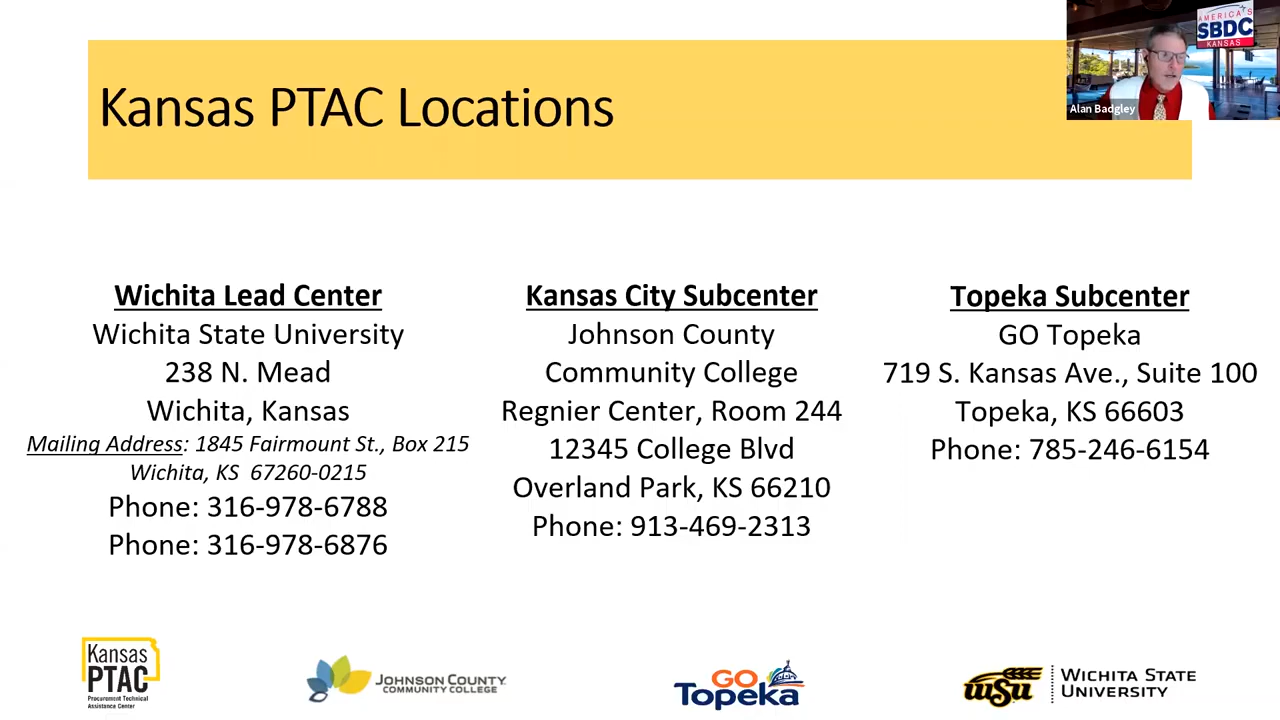 Kansas PTAC Locations
AMERICA'S
SBDC
KANSAS
Alan Badgley
Wichita Lead Center
Wichita State University
238 N. Mead
Wichita, Kansas
Mailing Address: 1845 Fairmount St., Box 215
Wichita, KS 67260-0215
Phone: 316-978-6788
Phone: 316-978-6876
Kansas City Subcenter
Johnson County
Community College
Regnier Center, Room 244
12345 College Blvd
Overland Park, KS 66210
Phone: 913-469-2313
Topeka Subcenter
GO Topeka
719 S. Kansas Ave., Suite 100
Topeka, KS 66603
Phone: 785-246-6154
Kansas
PTAC
Procurement Technical
Assistance Center
JOHNSON COUNTY
COMMUNITY COLLEGE
GO
Topeka
WSU
WICHITA STATE
UNIVERSITY